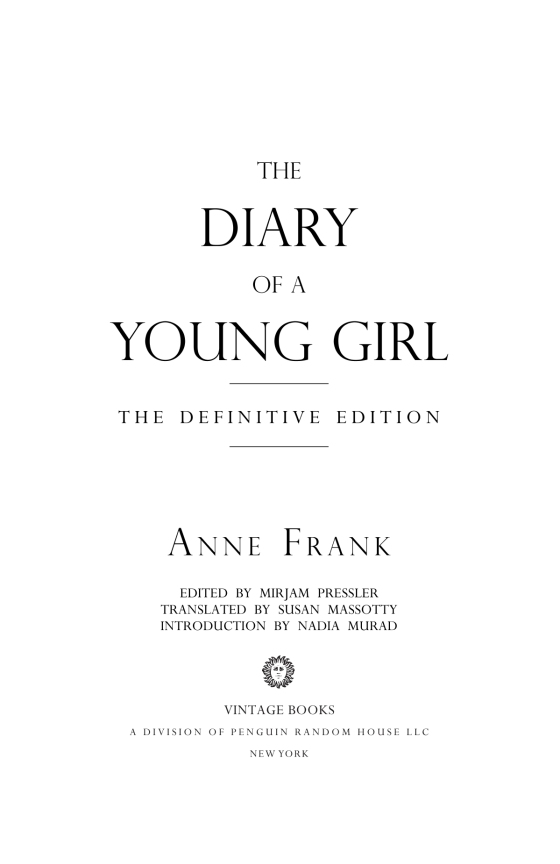 THE
DIARY
OF A
YOUNG GIRL
THE DEFINITIVE EDITION
ANNE FRANK
EDITED BY MIRJAM PRESSLER
TRANSLATED BY SUSAN MASSOTTY
INTRODUCTION BY NADIA MURAD
VINTAGE BOOKS
A DIVISION OF PENGUIN RANDOM HOUSE LLC
NEW YORK